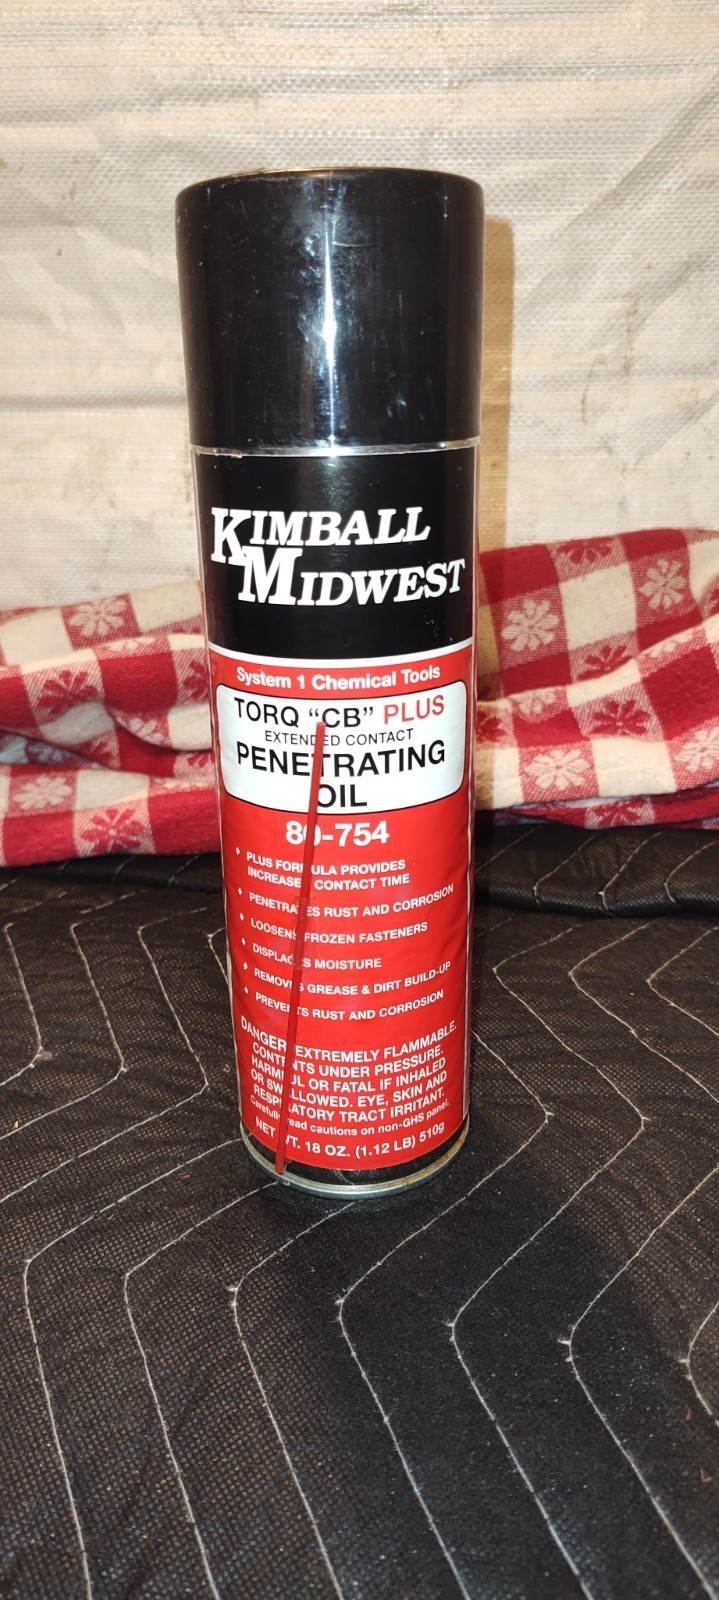 KIMBALL
MIDWEST
System 1 Chemical Tools
TORQ “CB” PLUS
EXTENDED CONTACT
PENETRATING
OIL
80-754
• PLUS FORMULA PROVIDES
INCREASED CONTACT TIME
• PENETRATES RUST AND CORROSION
• LOOSENS FROZEN FASTENERS
• DISPLACES MOISTURE
• REMOVES GREASE & DIRT BUILD-UP
• PREVENTS RUST AND CORROSION
DANGER: EXTREMELY FLAMMABLE.
CONTENTS UNDER PRESSURE.
HARMFUL OR FATAL IF INHALED
OR SWALLOWED. EYE, SKIN AND
RESPIRATORY TRACT IRRITANT.
Carefully read cautions on non-GHS panel.
NET WT. 18 OZ. (1.12 LB) 510g